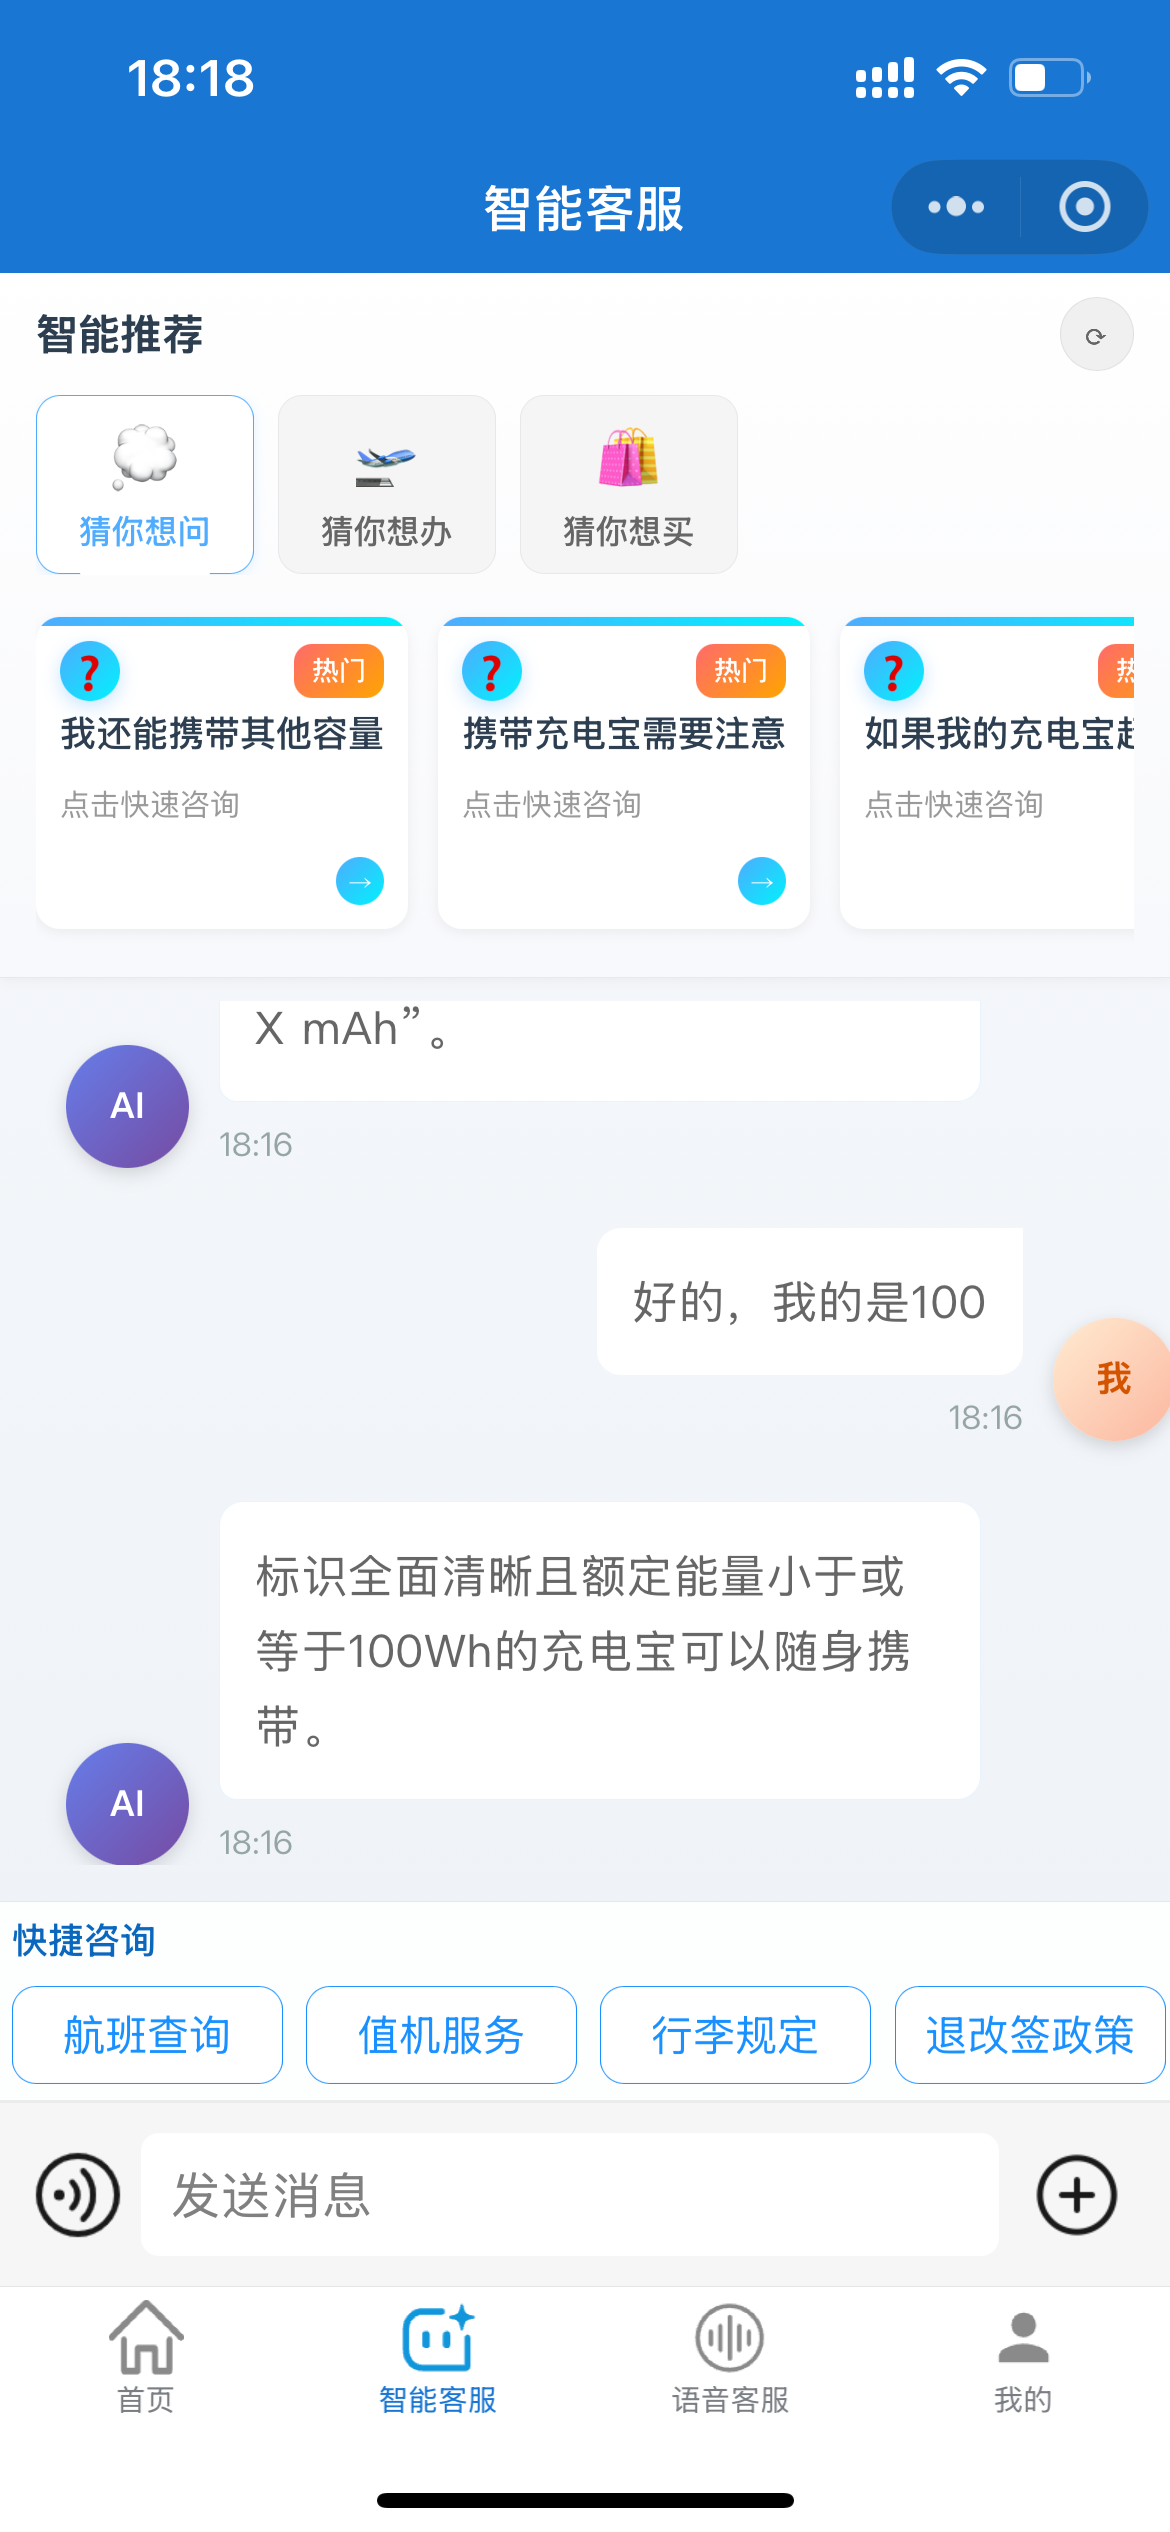 18:18
智能客服
智能推荐
猜你想问
猜你想办
猜你想买
热门
我还能携带其他容量
点击快速咨询
→
热门
携带充电宝需要注意
点击快速咨询
→
热
如果我的充电宝
点击快速咨询
X mAh”。
AI
18:16
好的，我的是100
我
18:16
标识全面清晰且额定能量小于或
等于100Wh的充电宝可以随身携
带。
AI
18:16
快捷咨询
航班查询
值机服务
行李规定
退改签政策
发送消息
首页
智能客服
语音客服
我的